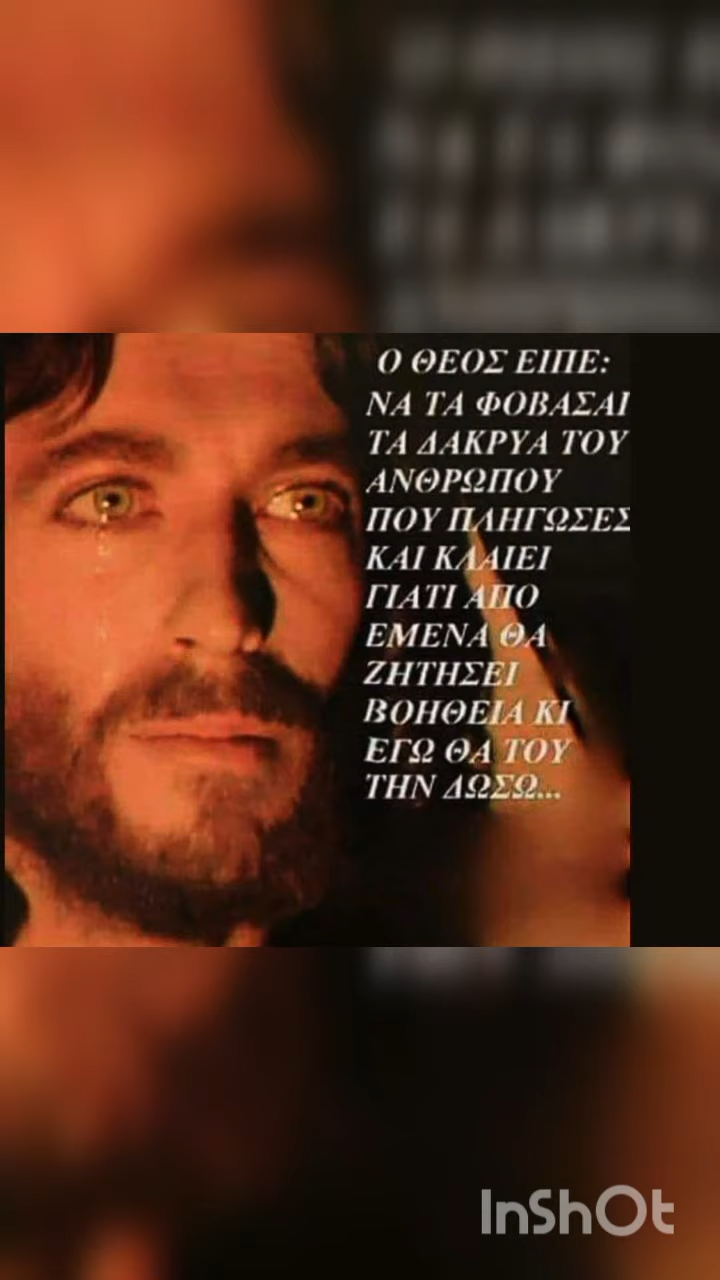 Ο ΘΕΟΣ ΕΙΠΕ:
ΝΑ ΤΑ ΦΟΒΑΣΑΙ
ΤΑ ΔΑΚΡΥΑ ΤΟΥ
ΑΝΘΡΩΠΟΥ
ΠΟΥ ΠΛΗΓΩΣΕΣ
ΚΑΙ ΚΛΑΙΕΙ
ΓΙΑΤΙ ΑΠΟ
ΕΜΕΝΑ ΘΑ
ΖΗΤΗΣΕΙ
ΒΟΗΘΕΙΑ ΚΙ
ΕΓΩ ΘΑ ΤΟΥ
ΤΗΝ ΔΩΣΩ...
InShOt